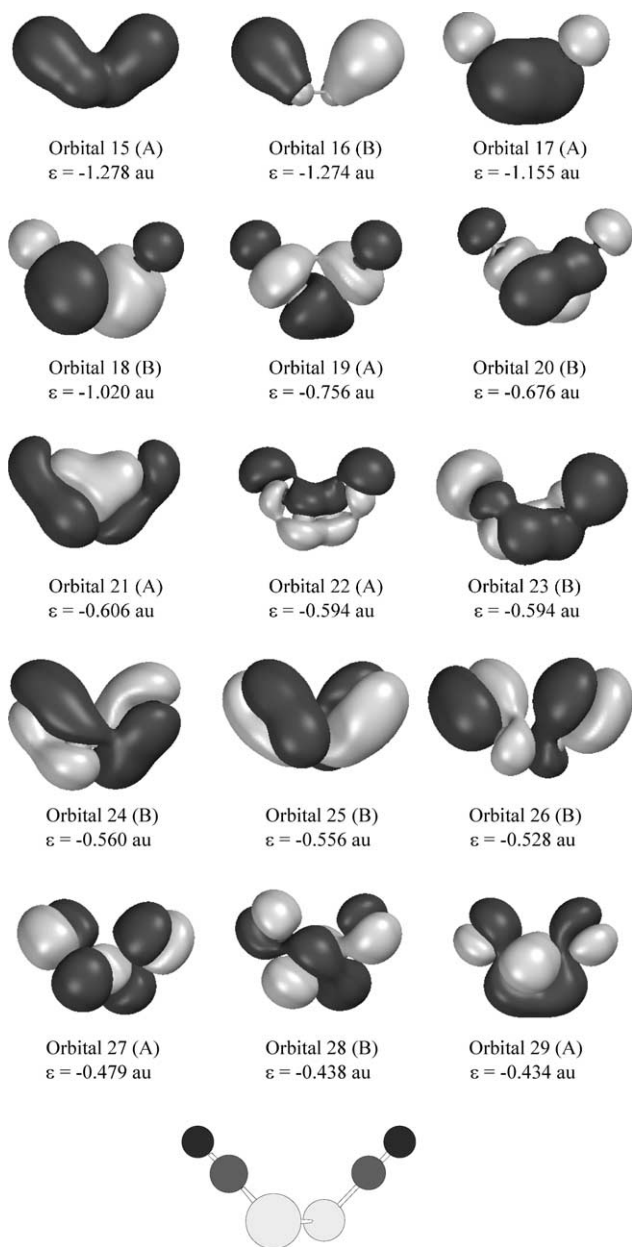 Orbital 15 (A)
ε = -1.278 au
Orbital 16 (B)
ε = -1.274 au
Orbital 17 (A)
ε = -1.155 au
Orbital 18 (B)
ε = -1.020 au
Orbital 19 (A)
ε = -0.756 au
Orbital 20 (B)
ε = -0.676 au
Orbital 21 (A)
ε = -0.606 au
Orbital 22 (A)
ε = -0.594 au
Orbital 23 (B)
ε = -0.594 au
Orbital 24 (B)
ε = -0.560 au
Orbital 25 (B)
ε = -0.556 au
Orbital 26 (B)
ε = -0.528 au
Orbital 27 (A)
ε = -0.479 au
Orbital 28 (B)
ε = -0.438 au
Orbital 29 (A)
ε = -0.434 au